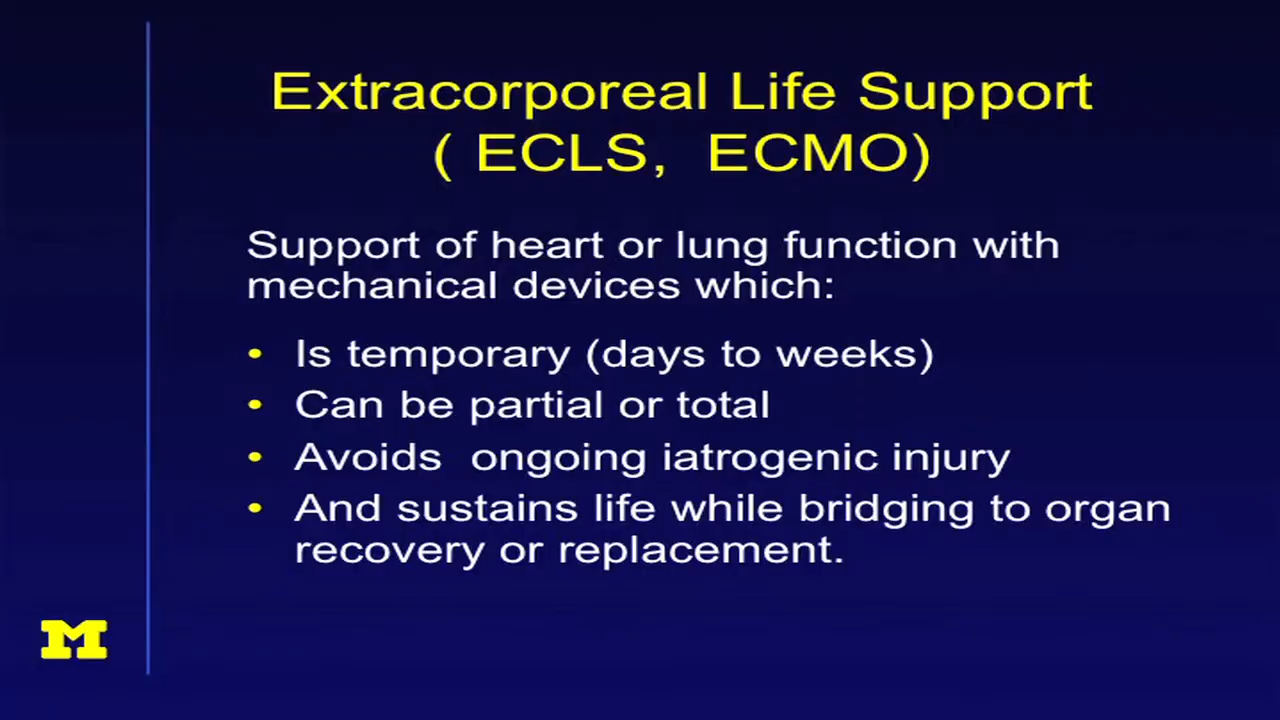 Extracorporeal Life Support
( ECLS, ECMO)
Support of heart or lung function with
mechanical devices which:
• Is temporary (days to weeks)
• Can be partial or total
• Avoids ongoing iatrogenic injury
• And sustains life while bridging to organ
recovery or replacement.
M